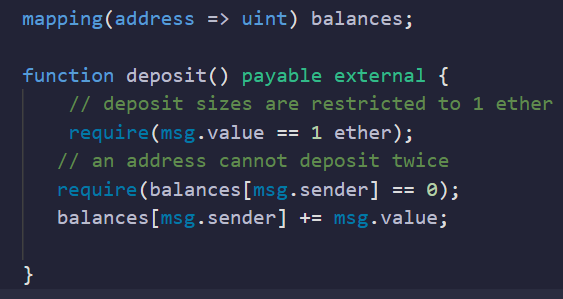 mapping(address => uint) balances;
function deposit() payable external {
// deposit sizes are restricted to 1 ether
require(msg.value == 1 ether);
// an address cannot deposit twice
require(balances[msg.sender] == 0);
balances[msg.sender] += msg.value;
}